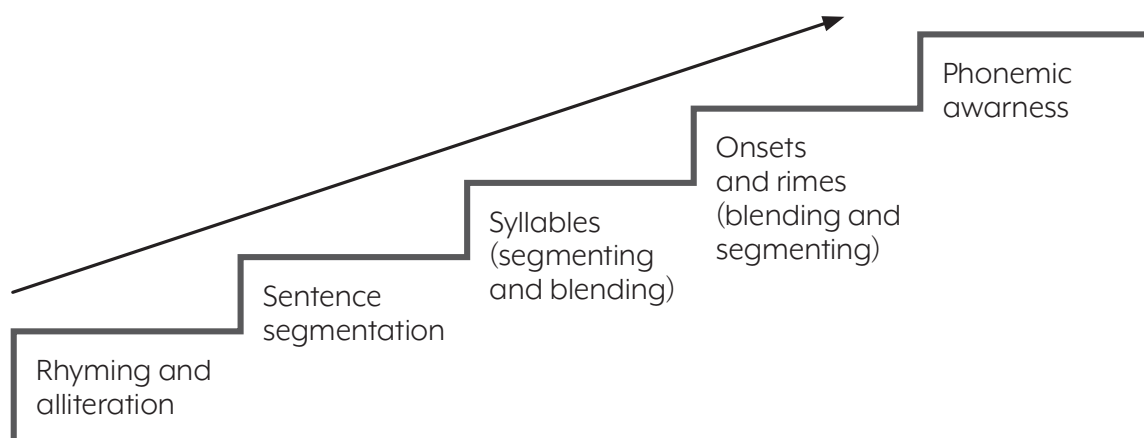 Rhyming and
alliteration
Sentence
segmentation
Syllables
(segmenting
and blending)
Onsets
and rimes
(blending and
segmenting)
Phonemic
awarness